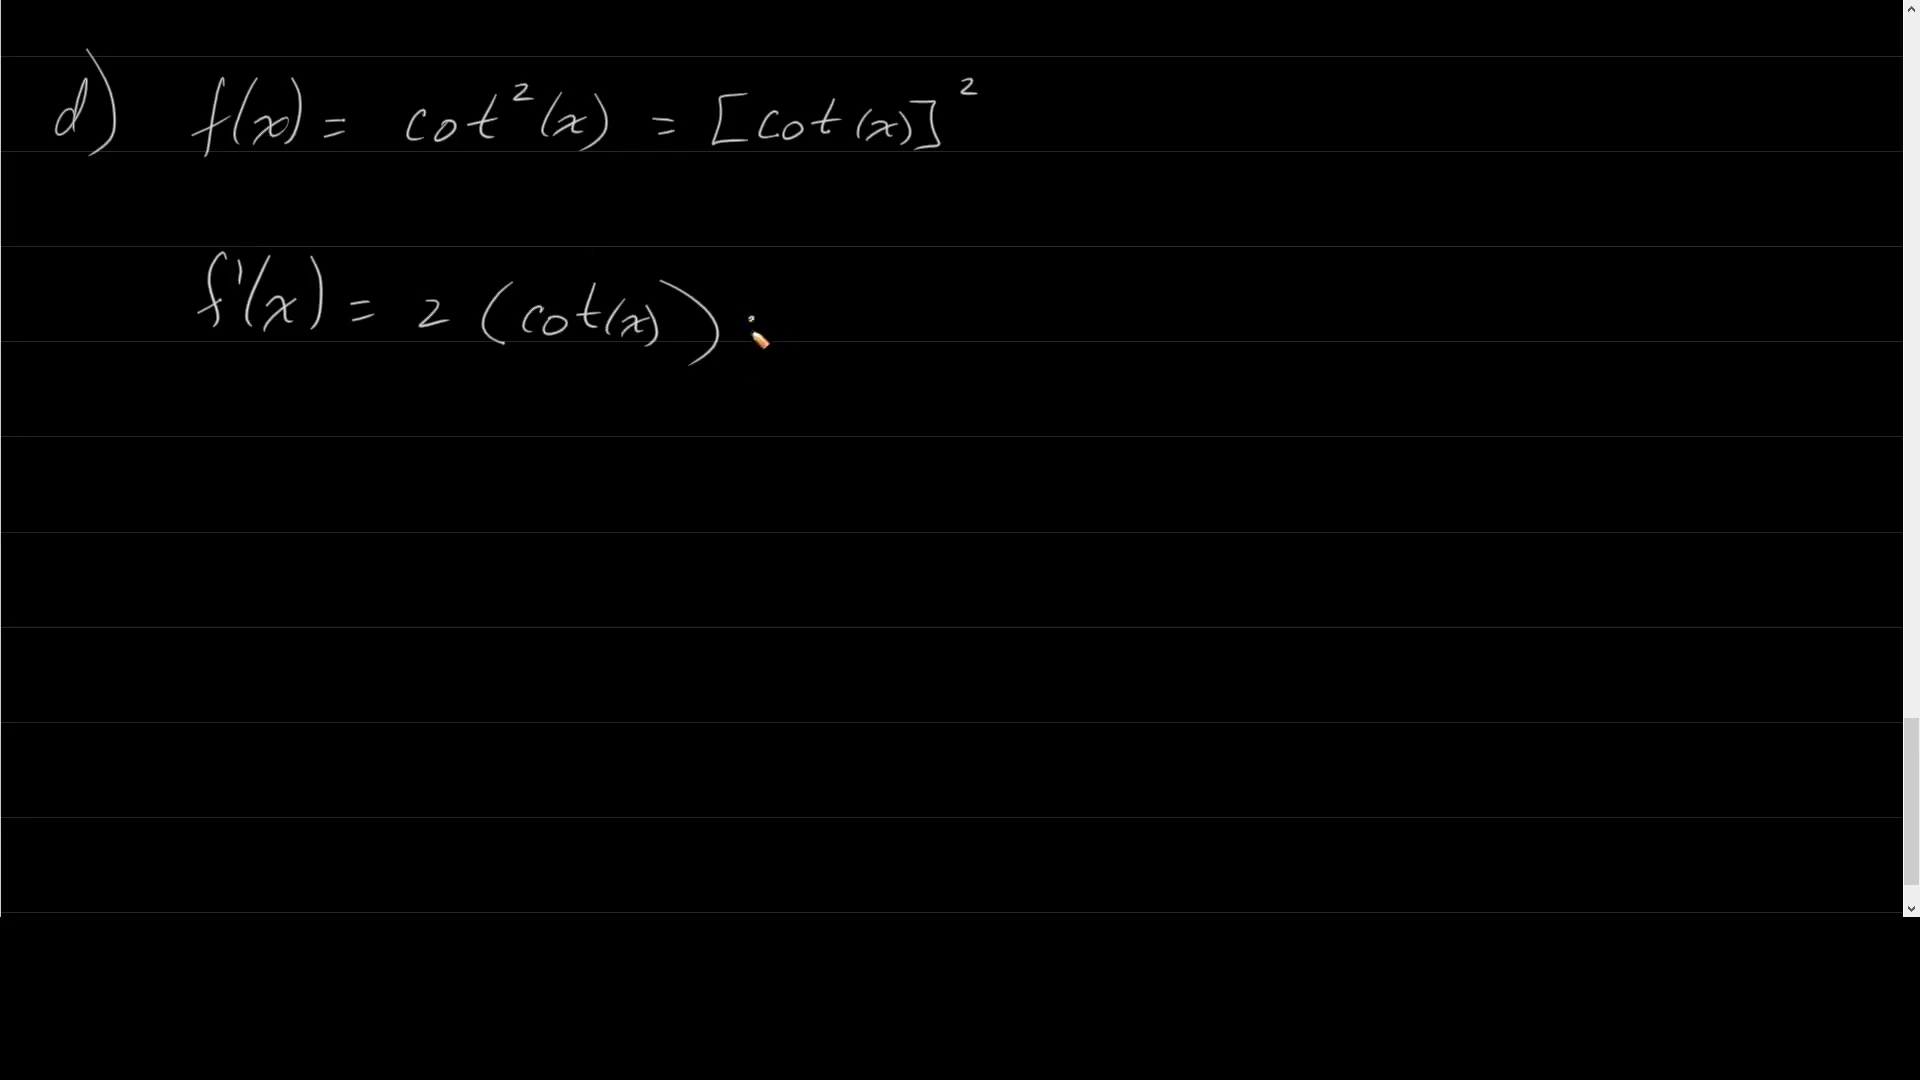 d) f(x) = cot²(x) = [cot(x)]²
f'(x) = 2 (cot(x)) ·